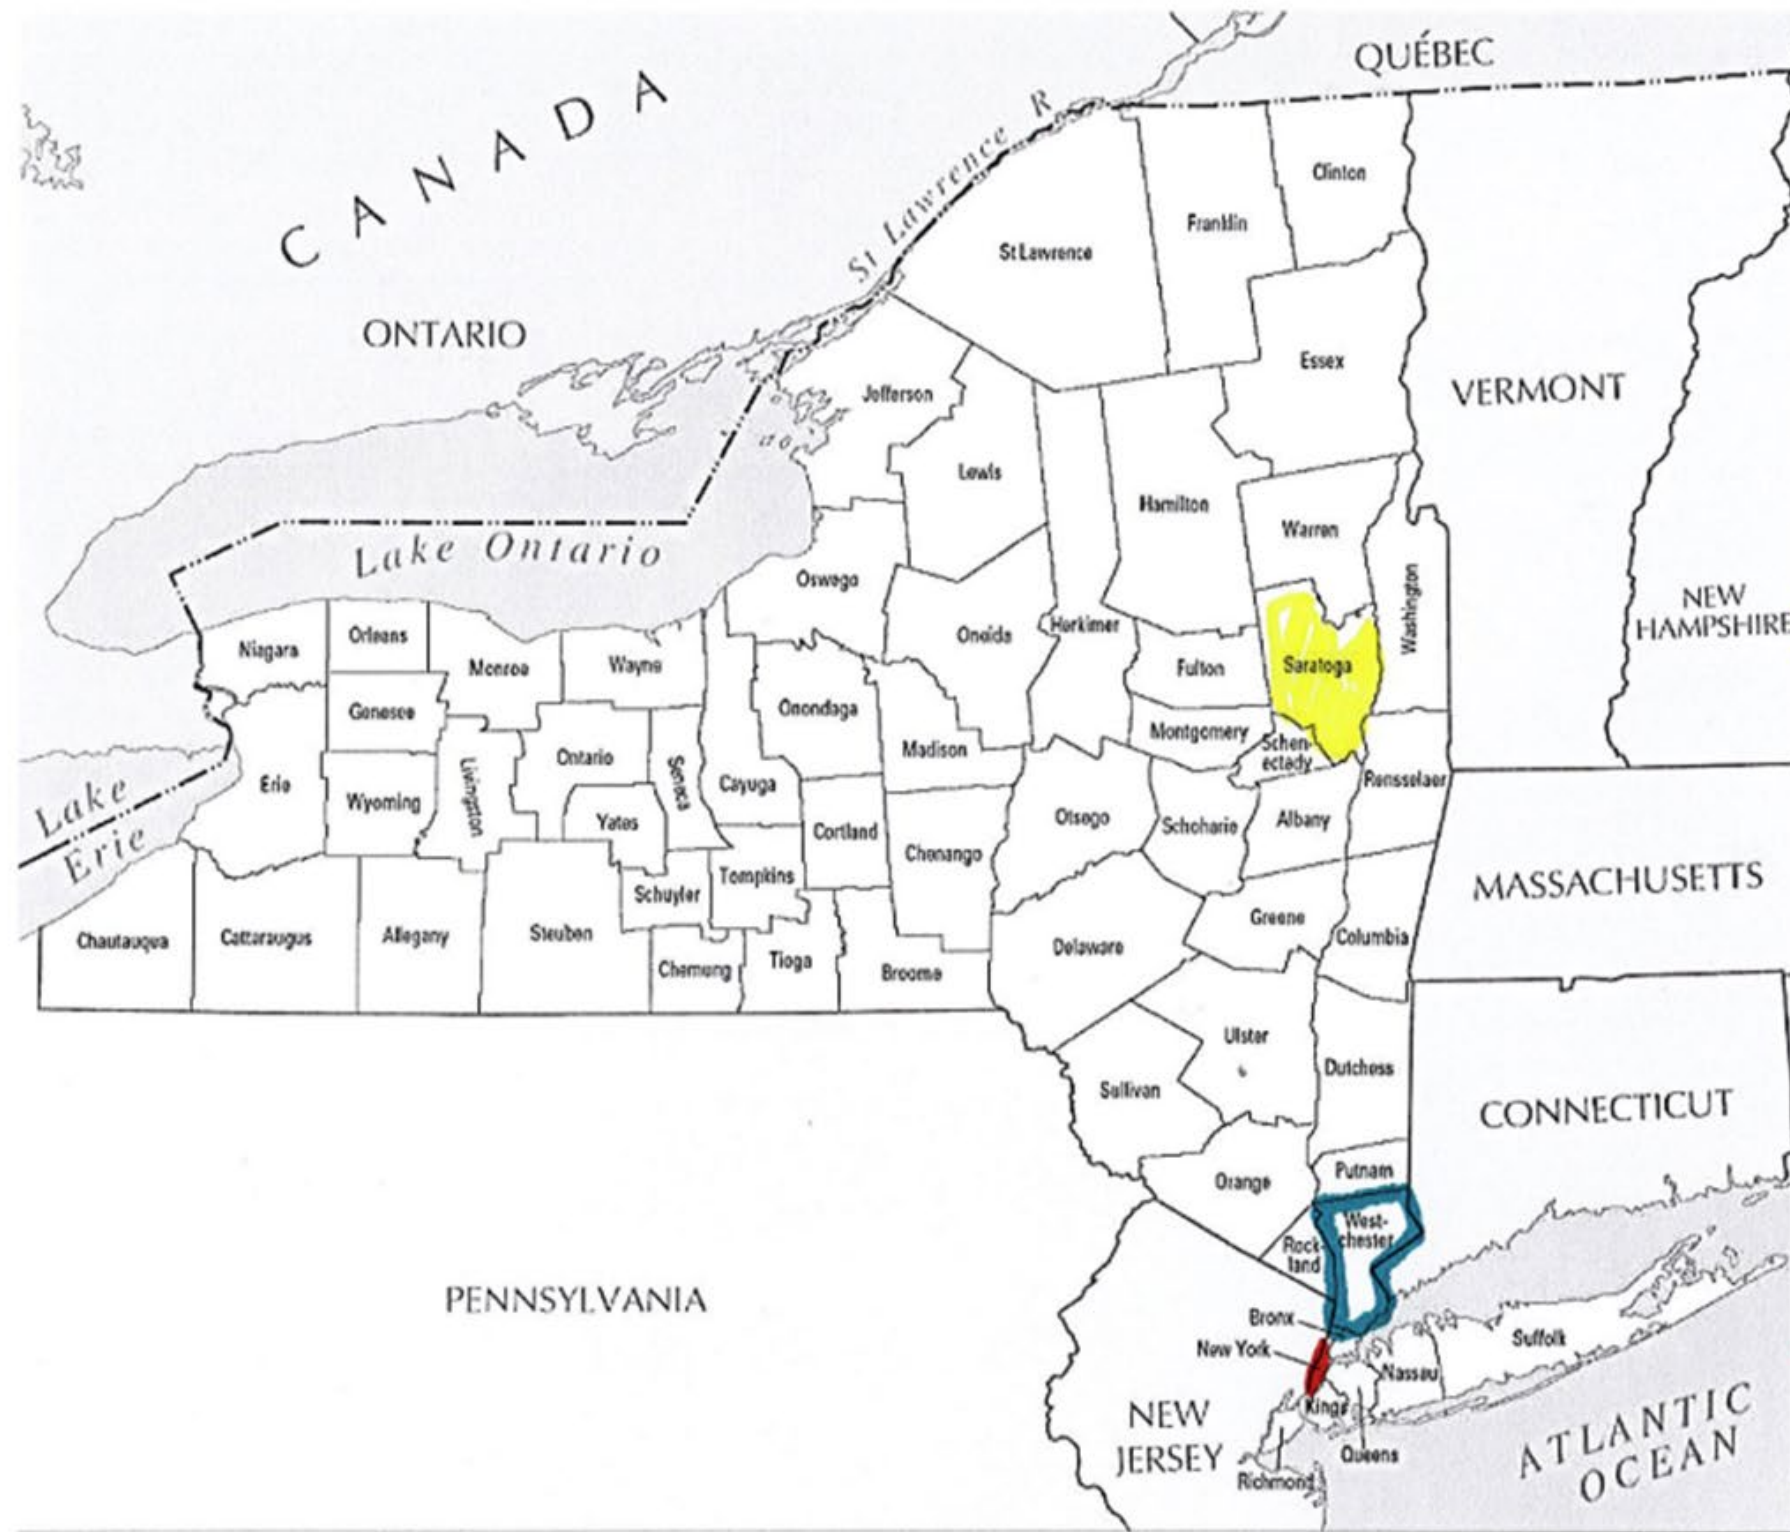 QUÉBEC
CANADA
St Lawrence R
Clinton
Franklin
St Lawrence
ONTARIO
Essex
VERMONT
Jefferson
Lewis
Hamilton
Warren
Lake Ontario
Oswego
Washington
NEW
HAMPSHIRE
Niagara
Orleans
Monroe
Wayne
Oneida
Herkimer
Fulton
Saratoga
Genesee
Onondaga
Madison
Montgomery
Schen-
ectady
Rensselaer
Erie
Wyoming
Livingston
Ontario
Seneca
Cayuga
Yates
Cortland
Chenango
Otsego
Schoharie
Albany
Lake
Erie
MASSACHUSETTS
Tompkins
Schuyler
Chautauqua
Cattaraugus
Allegany
Steuben
Chemung
Tioga
Broome
Delaware
Greene
Columbia
Ulster
Dutchess
Sullivan
CONNECTICUT
Orange
Putnam
West-
chester
Rock-
land
PENNSYLVANIA
Bronx
New York
Suffolk
Nassau
Kings
Queens
Richmond
NEW
JERSEY
ATLANTIC
OCEAN